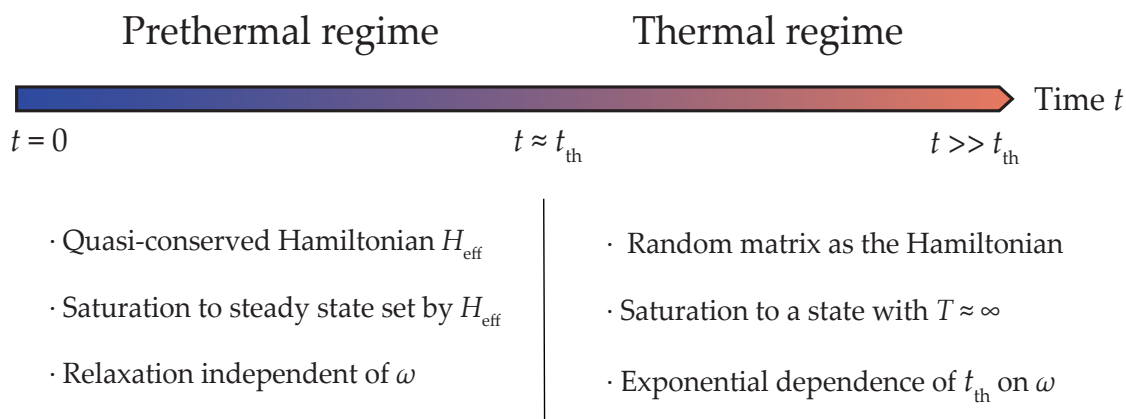 Prethermal regime
Thermal regime
Time t
t = 0
t ≈ t_th
t >> t_th
· Quasi-conserved Hamiltonian H_eff
· Saturation to steady state set by H_eff
· Relaxation independent of ω
· Random matrix as the Hamiltonian
· Saturation to a state with T ≈ ∞
· Exponential dependence of t_th on ω